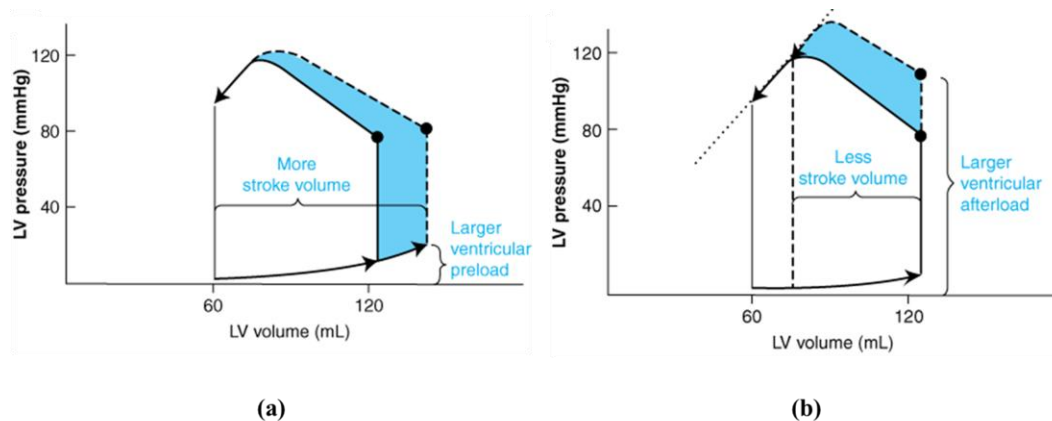 LV pressure (mmHg)
120
80
40
More
stroke volume
Larger
ventricular
preload
60
120
LV volume (mL)
(a)
LV pressure (mmHg)
120
80
40
Less
stroke volume
Larger
ventricular
afterload
60
120
LV volume (mL)
(b)